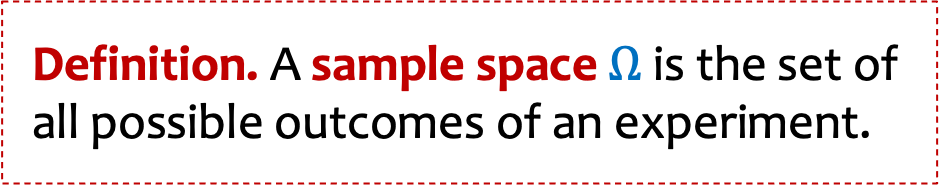 Definition. A sample space Ω is the set of
all possible outcomes of an experiment.